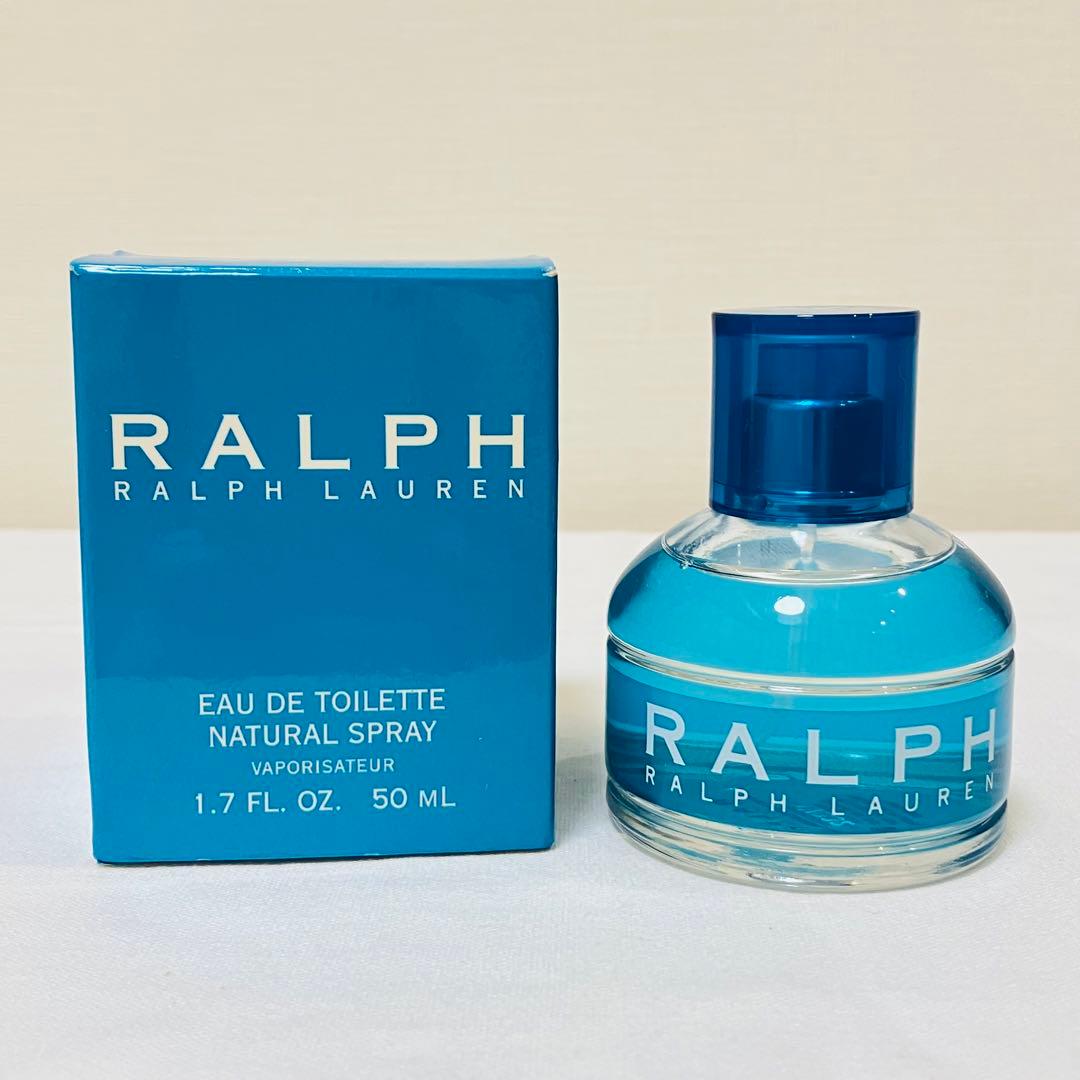 RALPH
RALPH LAUREN
EAU DE TOILETTE
NATURAL SPRAY
VAPORISATEUR
1.7 FL. OZ. 50 ML
RALPH
RALPH LAUREN